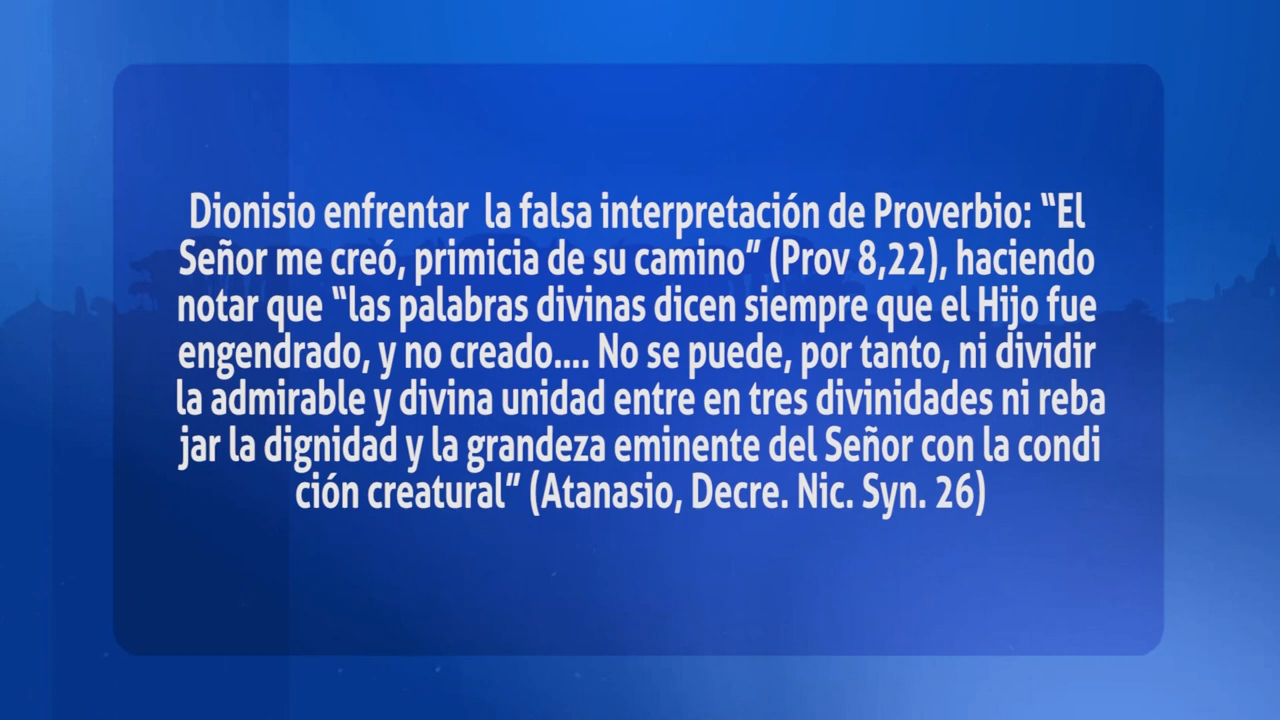 Dionisio enfrentar  la falsa interpretación de Proverbio: “El
Señor me creó, primicia de su camino” (Prov 8,22), haciendo
notar que “las palabras divinas dicen siempre que el Hijo fue
engendrado, y no creado.... No se puede, por tanto, ni dividir
la admirable y divina unidad entre en tres divinidades ni reba
jar la dignidad y la grandeza eminente del Señor con la condi
ción creatural” (Atanasio, Decre. Nic. Syn. 26)